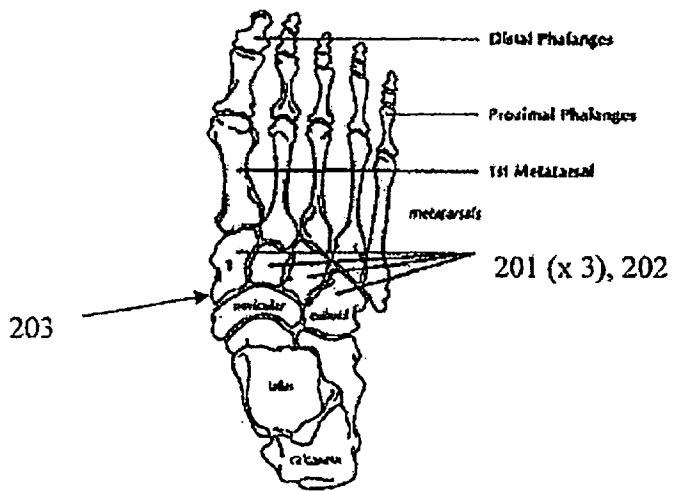 Distal Phalanges
Proximal Phalanges
1st Metatarsal
metatarsals
201 (x 3), 202
203
navicular
cuboid
talus
calcaneus